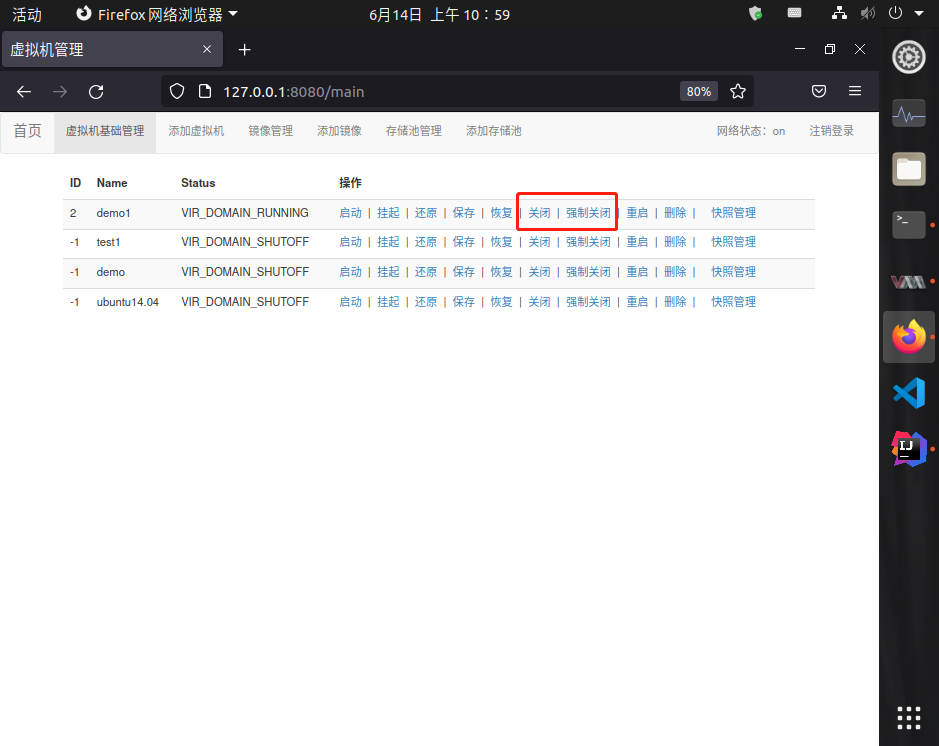 活动 Firefox 网络浏览器 6月14日 上午 10：59
虚拟机管理
127.0.0.1:8080/main 80%
首页 虚拟机基础管理 添加虚拟机 镜像管理 添加镜像 存储池管理 添加存储池 网络状态：on 注销登录
ID Name Status 操作
2 demo1 VIR_DOMAIN_RUNNING 启动 | 挂起 | 还原 | 保存 | 恢复 | 关闭 | 强制关闭 | 重启 | 删除 | 快照管理
-1 test1 VIR_DOMAIN_SHUTOFF 启动 | 挂起 | 还原 | 保存 | 恢复 | 关闭 | 强制关闭 | 重启 | 删除 | 快照管理
-1 demo VIR_DOMAIN_SHUTOFF 启动 | 挂起 | 还原 | 保存 | 恢复 | 关闭 | 强制关闭 | 重启 | 删除 | 快照管理
-1 ubuntu14.04 VIR_DOMAIN_SHUTOFF 启动 | 挂起 | 还原 | 保存 | 恢复 | 关闭 | 强制关闭 | 重启 | 删除 | 快照管理
>_
IJ